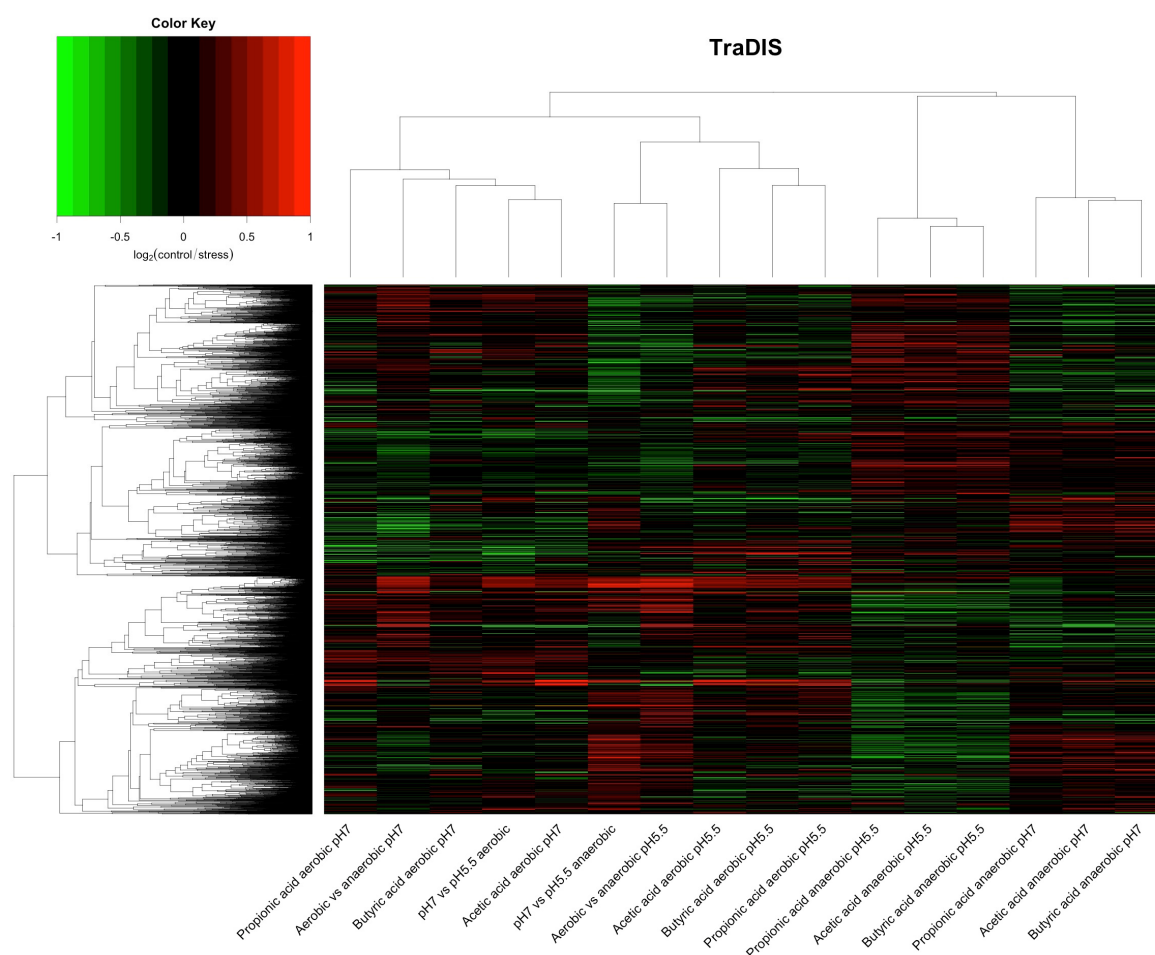 Color Key
TraDIS
-1 -0.5 0 0.5 1
log2(control/stress)
Propionic acid aerobic pH7
Aerobic vs anaerobic pH7
Butyric acid aerobic pH7
pH7 vs pH5.5 aerobic
Acetic acid aerobic pH7
pH7 vs pH5.5 anaerobic
Aerobic vs anaerobic pH5.5
Acetic acid aerobic pH5.5
Butyric acid aerobic pH5.5
Propionic acid aerobic pH5.5
Propionic acid anaerobic pH5.5
Acetic acid anaerobic pH5.5
Butyric acid anaerobic pH5.5
Propionic acid anaerobic pH7
Acetic acid anaerobic pH7
Butyric acid anaerobic pH7